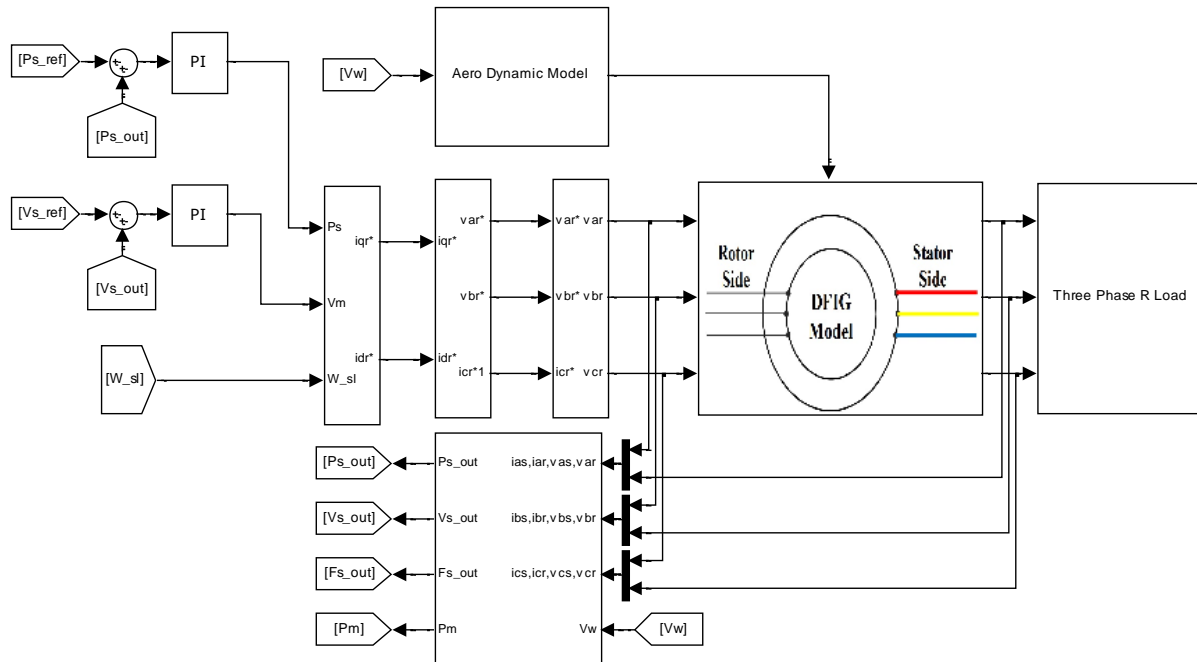 [Ps_ref]
PI
[Ps_out]
[Vw]
Aero Dynamic Model
[Vs_ref]
PI
[Vs_out]
[W_sl]
Ps
Vm
W_sl
iqr*
idr*
iqr*
idr*
var*
vbr*
icr*1
var* var
vbr* vbr
icr* vcr
Rotor
Side
DFIG
Model
Stator
Side
Three Phase R Load
[Ps_out]
[Vs_out]
[Fs_out]
[Pm]
Ps_out
Vs_out
Fs_out
Pm
ias,iar,vas,var
ibs,ibr,vbs,vbr
ics,icr,vcs,vcr
Vw
[Vw]